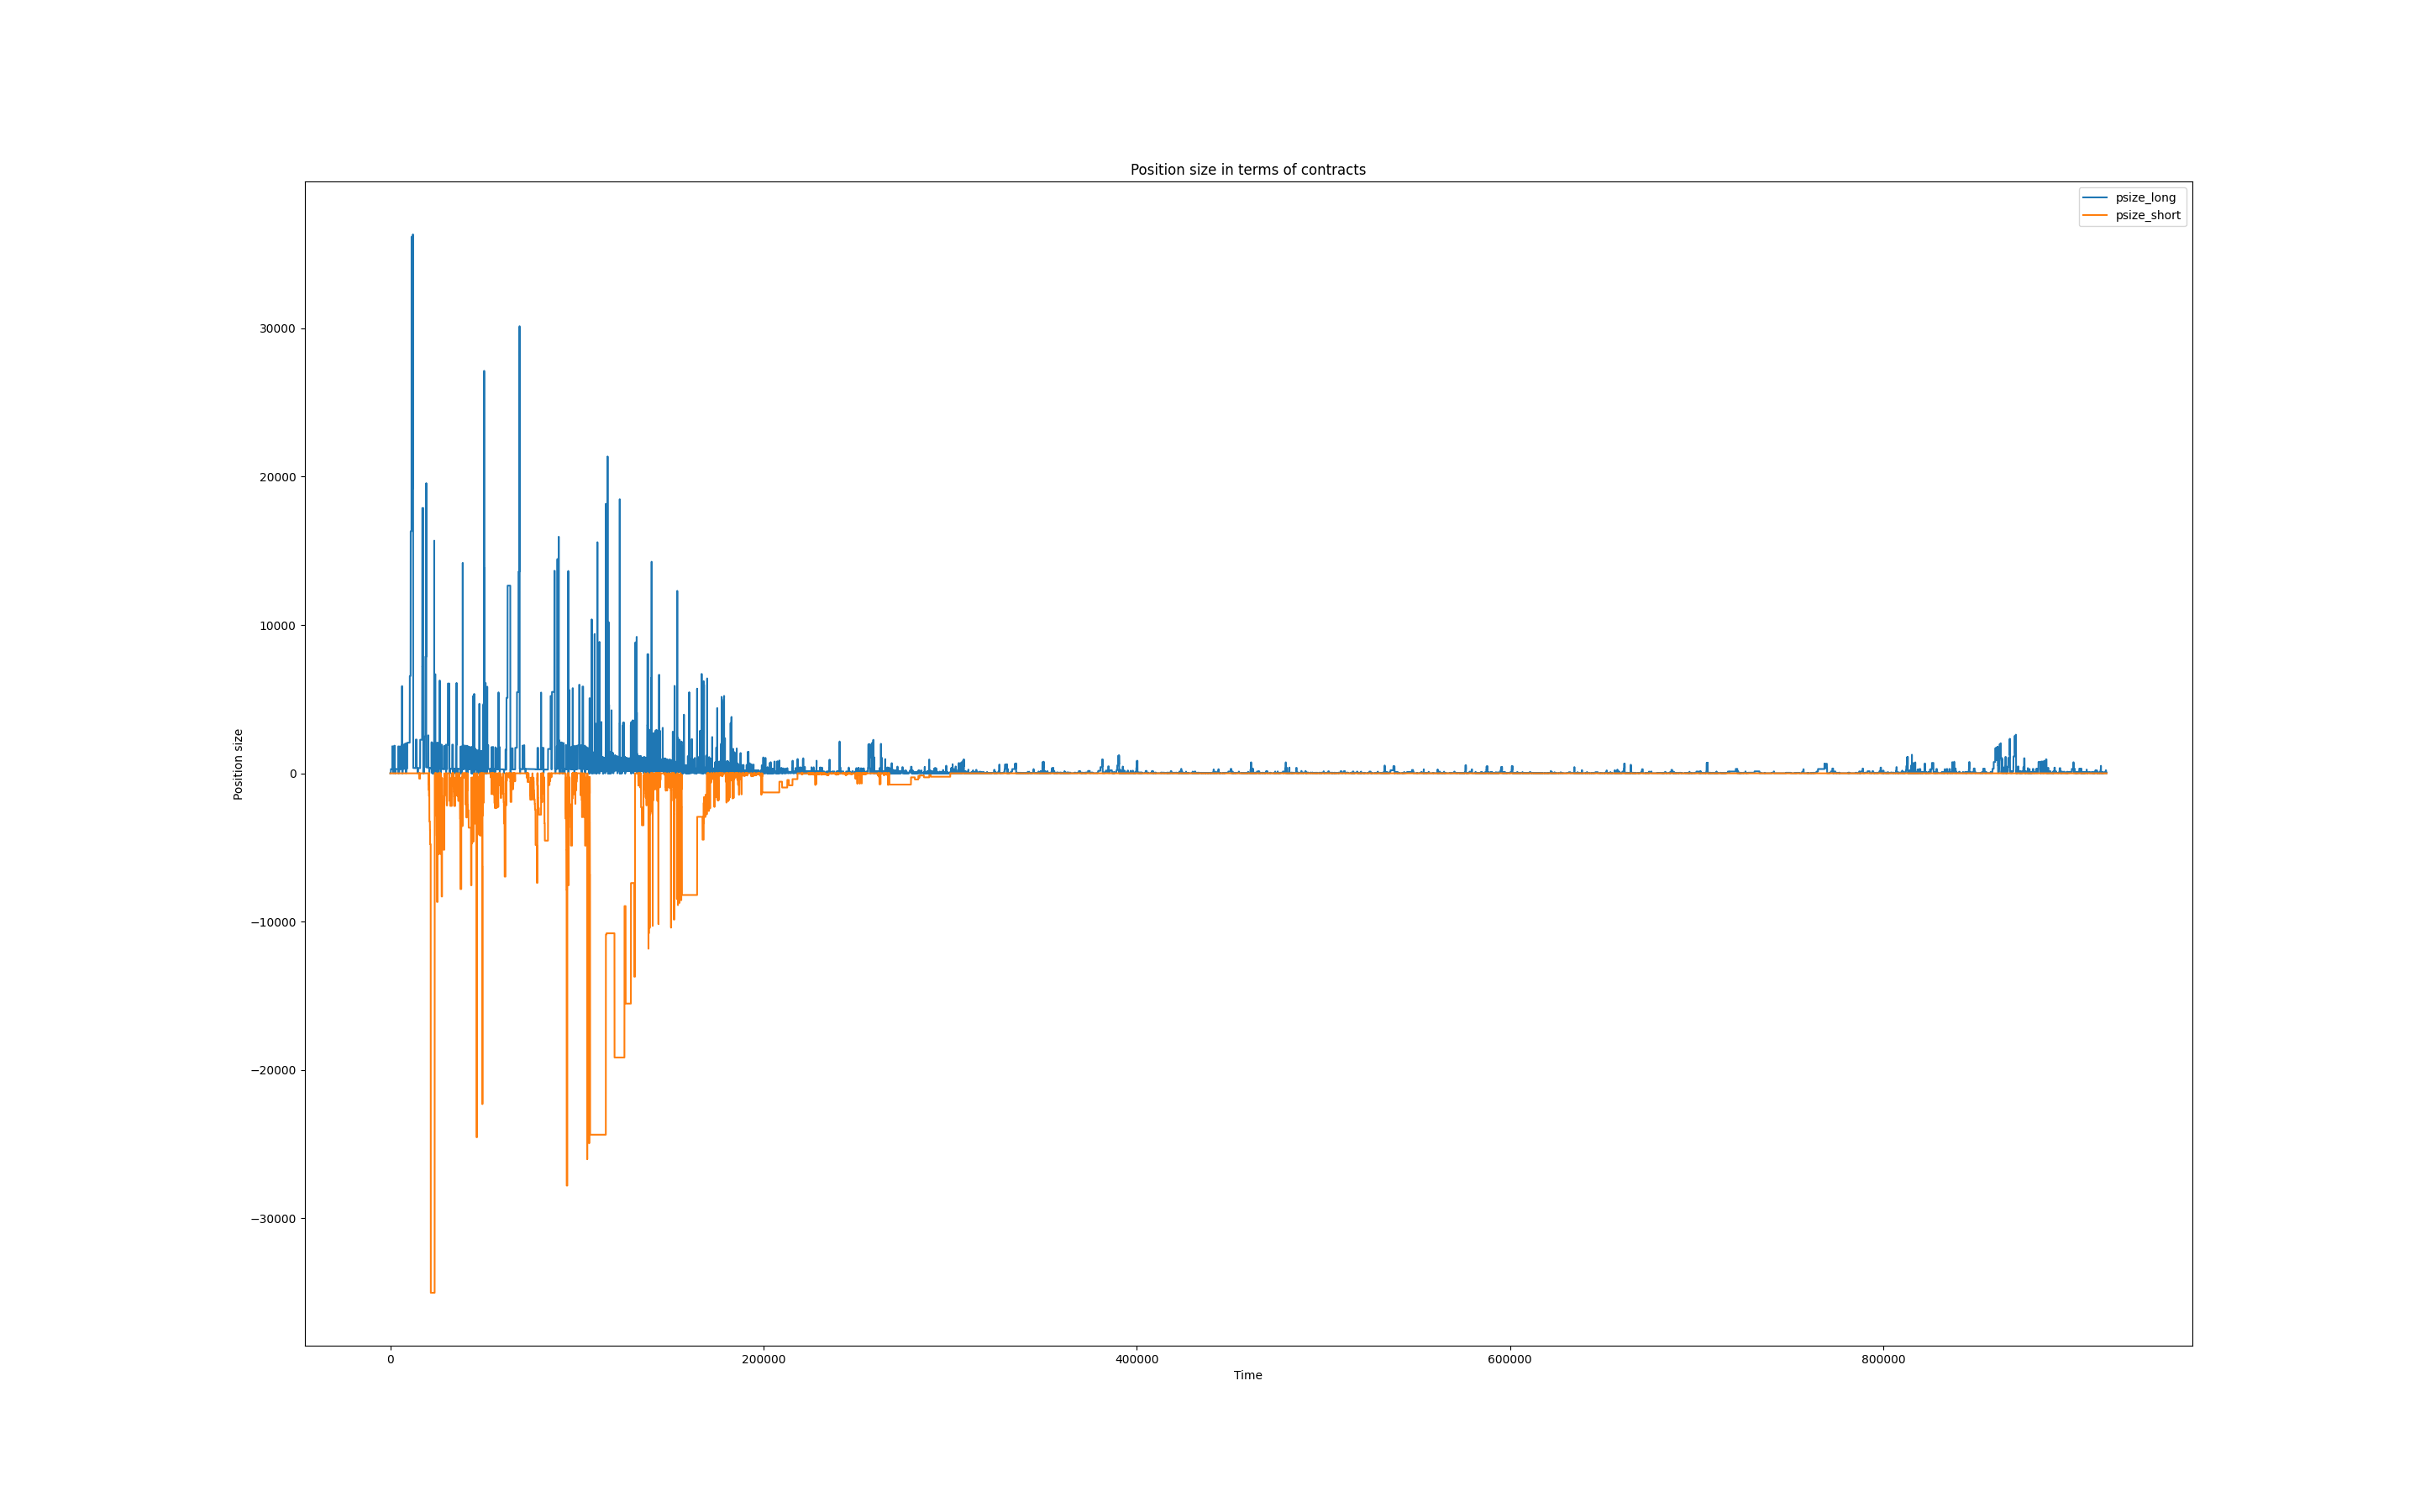 Position size in terms of contracts
psize_long
psize_short
30000
20000
10000
0
−10000
−20000
−30000
Position size
0 200000 400000 600000 800000
Time